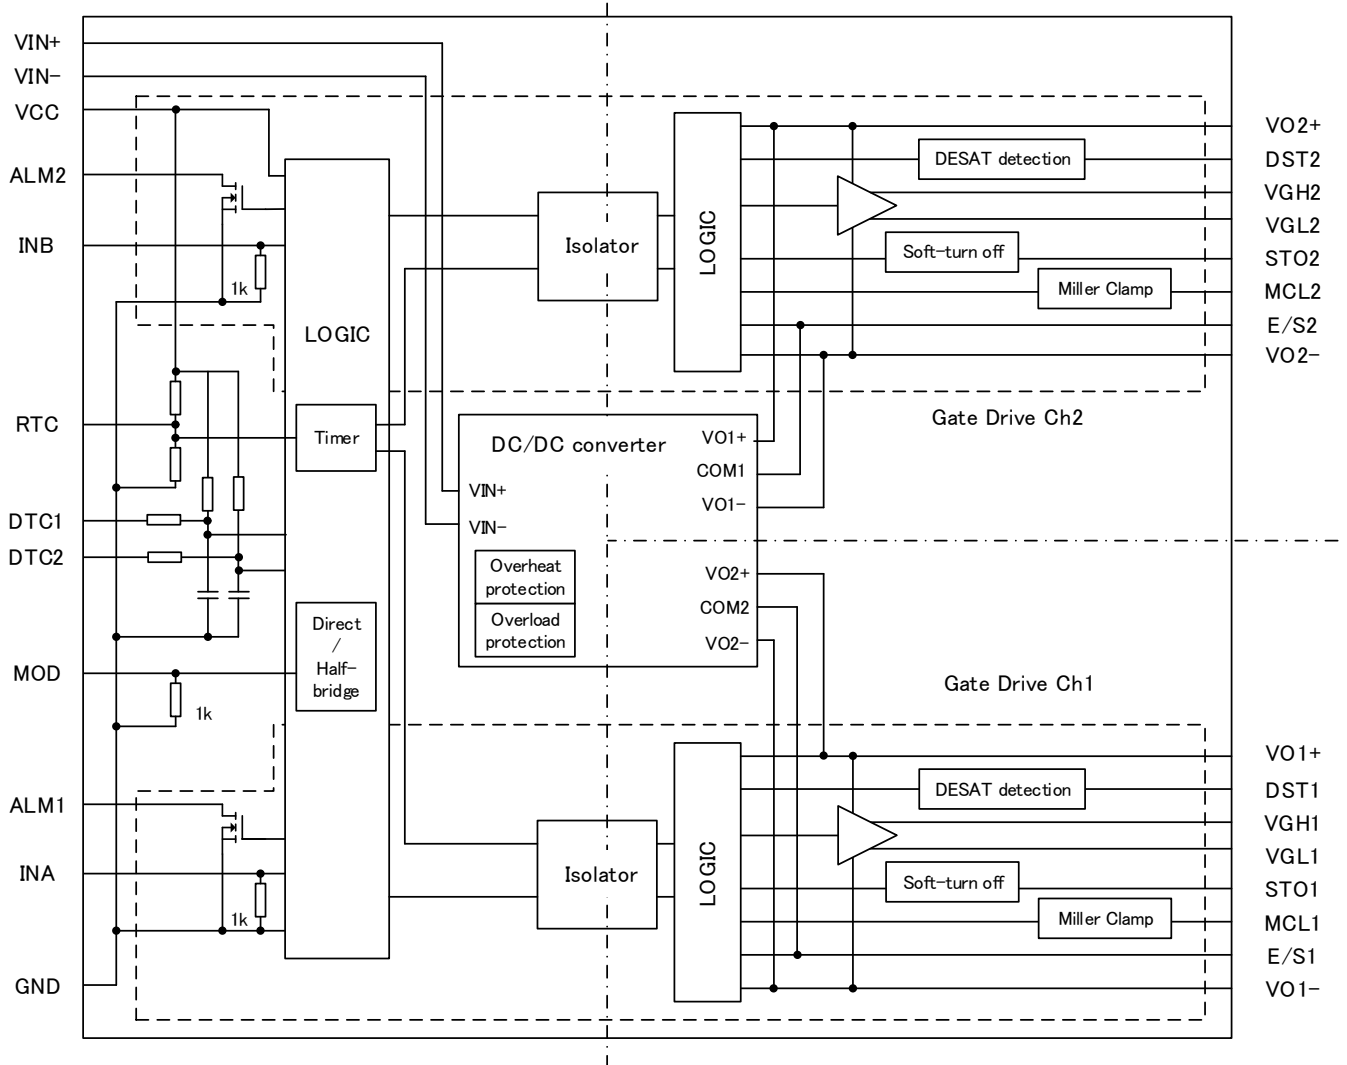 VIN+
VIN-
VCC
ALM2
INB
1k
RTC
DTC1
DTC2
MOD
1k
ALM1
INA
1k
GND
LOGIC
Timer
Direct
/
Half-
bridge
Isolator
LOGIC
DESAT detection
Soft-turn off
Miller Clamp
VO2+
DST2
VGH2
VGL2
STO2
MCL2
E/S2
VO2-
Gate Drive Ch2
DC/DC converter
VIN+
VIN-
Overheat
protection
Overload
protection
VO1+
COM1
VO1-
VO2+
COM2
VO2-
Gate Drive Ch1
Isolator
LOGIC
DESAT detection
Soft-turn off
Miller Clamp
VO1+
DST1
VGH1
VGL1
STO1
MCL1
E/S1
VO1-